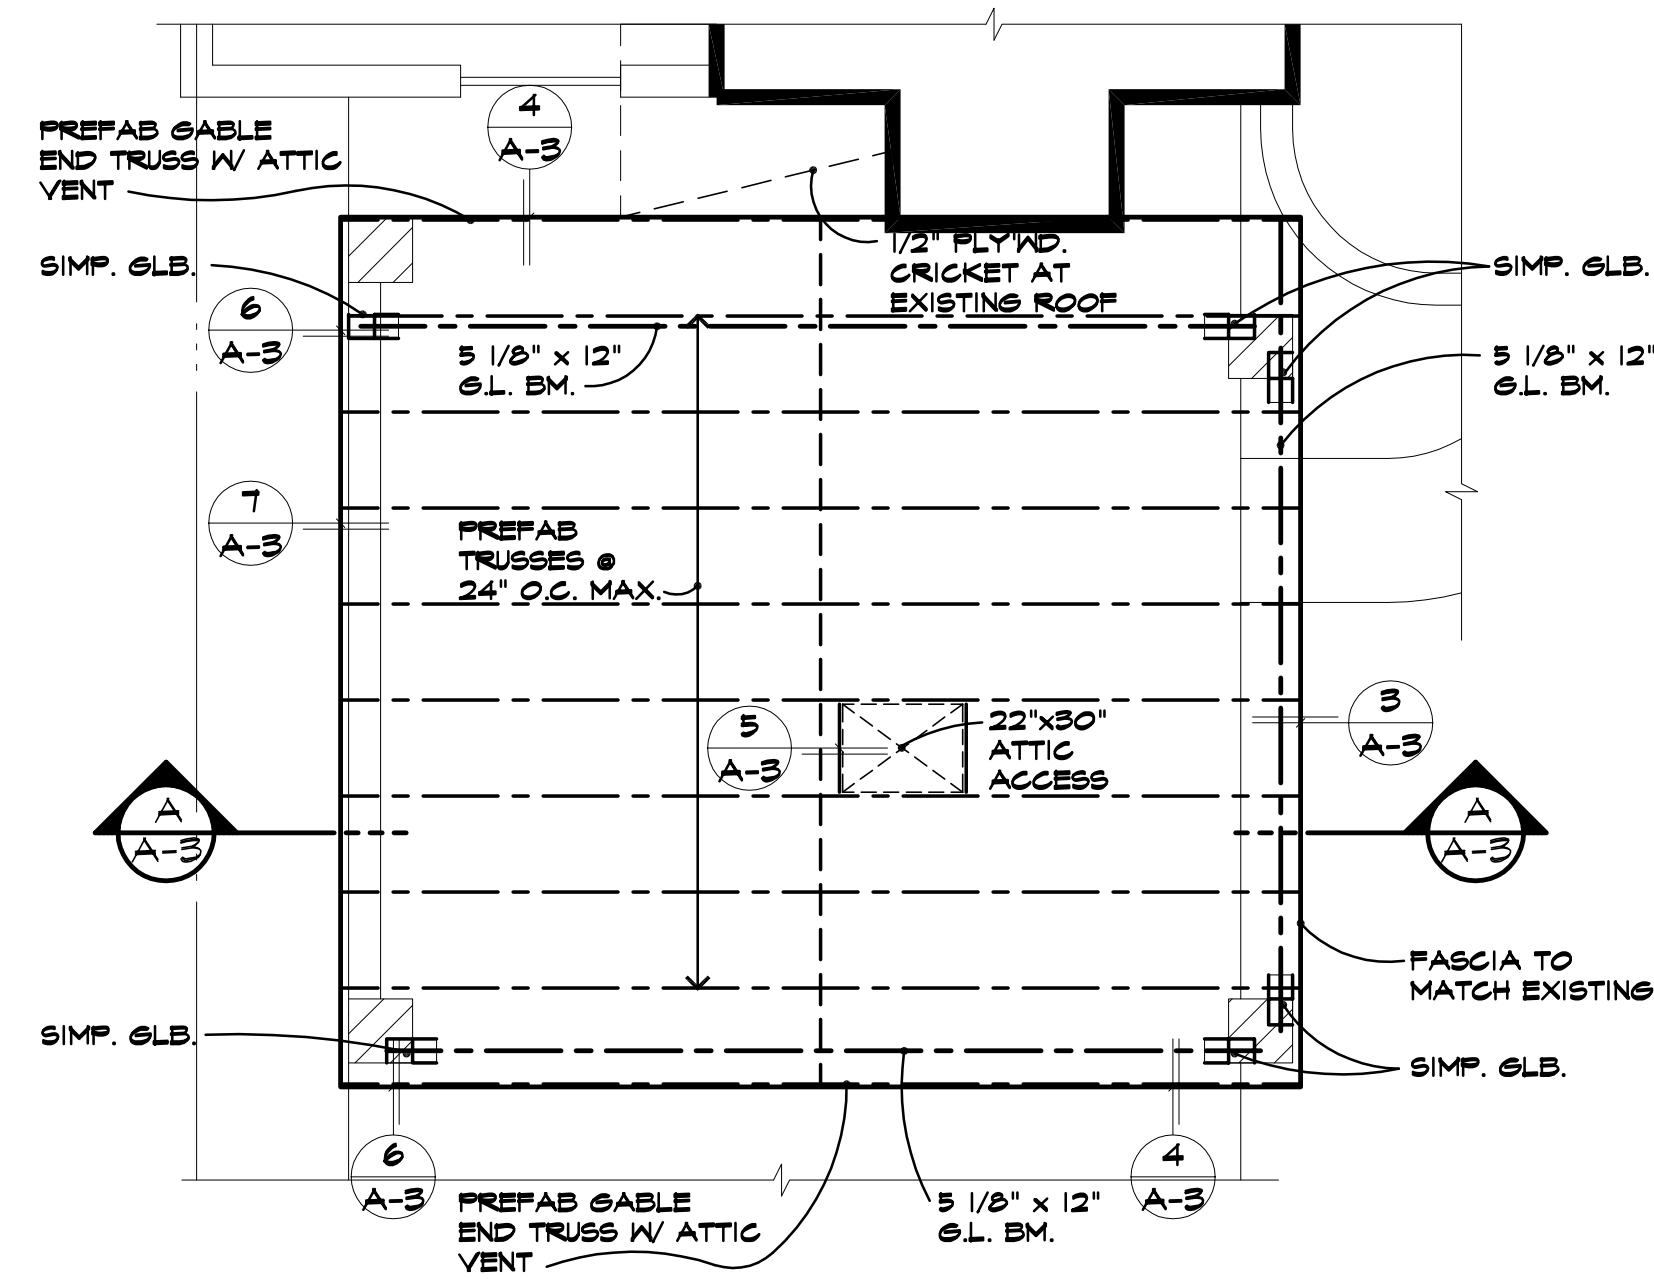 4
A-3
PREFAB GABLE
END TRUSS W/ ATTIC
VENT
SIMP. GLB.
1/2" PLY'WD.
CRICKET AT
EXISTING ROOF
SIMP. GLB.
6
A-3
5 1/8" x 12"
G.L. BM.
5 1/8" x 12"
G.L. BM.
7
A-3
PREFAB
TRUSSES @
24" O.C. MAX.
5
A-3
22"x30"
ATTIC
ACCESS
3
A-3
A
A-3
A
A-3
FASCIA TO
MATCH EXISTING
SIMP. GLB.
SIMP. GLB.
6
A-3
PREFAB GABLE
END TRUSS W/ ATTIC
VENT
5 1/8" x 12"
G.L. BM.
4
A-3